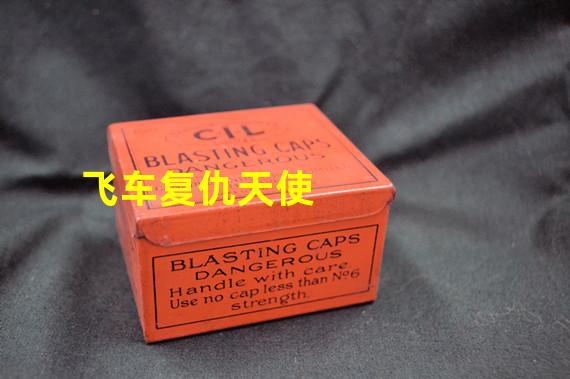 CIL
BLASTING CAPS
DANGEROUS
飞车复仇天使
BLASTING CAPS
DANGEROUS
Handle with care
Use no cap less than No6
strength.